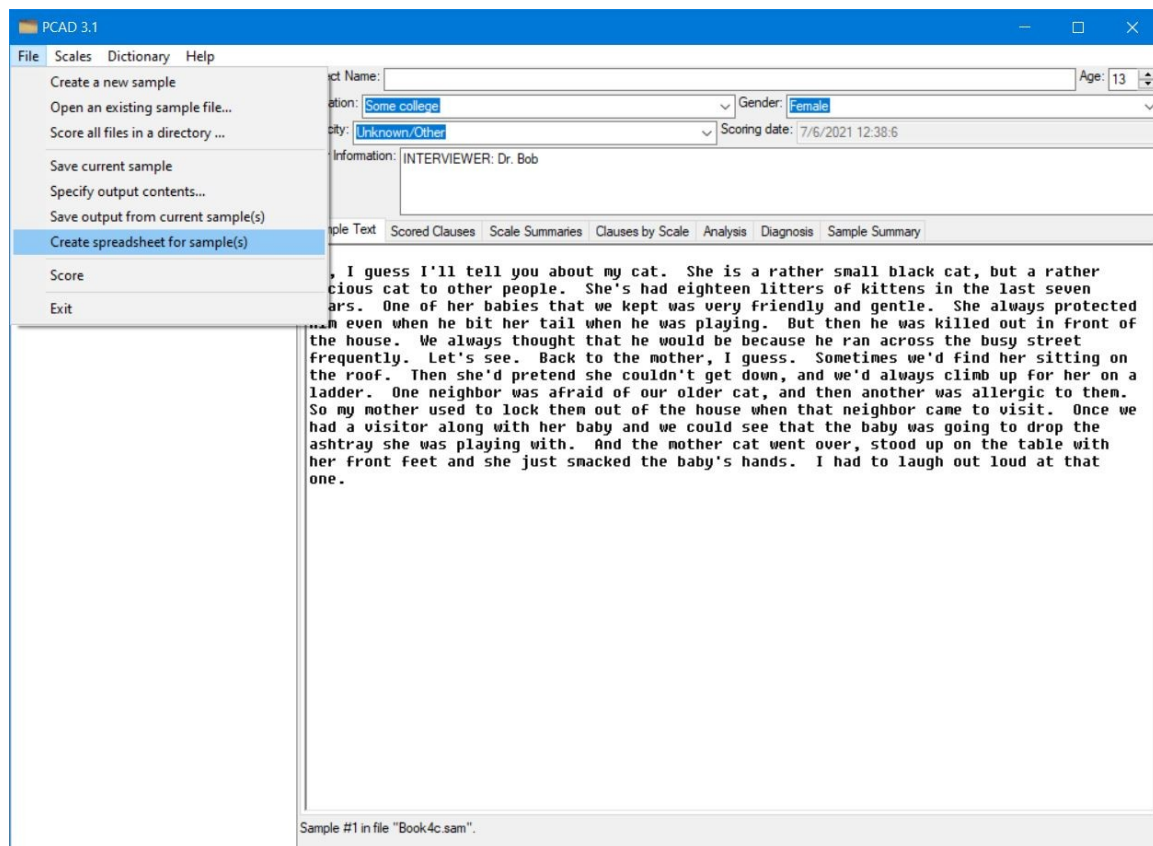 PCAD 3.1
File Scales Dictionary Help
Create a new sample
Open an existing sample file...
Score all files in a directory ...
Save current sample
Specify output contents...
Save output from current sample(s)
Create spreadsheet for sample(s)
Score
Exit
ect Name: Age: 13
ation: Some college Gender: Female
city: Unknown/Other Scoring date: 7/6/2021 12:38:6
Information: INTERVIEWER: Dr. Bob
mple Text Scored Clauses Scale Summaries Clauses by Scale Analysis Diagnosis Sample Summary
, I guess I'll tell you about my cat. She is a rather small black cat, but a rather
cious cat to other people. She's had eighteen litters of kittens in the last seven
ars. One of her babies that we kept was very friendly and gentle. She always protected
him even when he bit her tail when he was playing. But then he was killed out in front of
the house. We always thought that he would be because he ran across the busy street
frequently. Let's see. Back to the mother, I guess. Sometimes we'd find her sitting on
the roof. Then she'd pretend she couldn't get down, and we'd always climb up for her on a
ladder. One neighbor was afraid of our older cat, and then another was allergic to them.
So my mother used to lock them out of the house when that neighbor came to visit. Once we
had a visitor along with her baby and we could see that the baby was going to drop the
ashtray she was playing with. And the mother cat went over, stood up on the table with
her front feet and she just smacked the baby's hands. I had to laugh out loud at that
one.
Sample #1 in file "Book4c.sam".